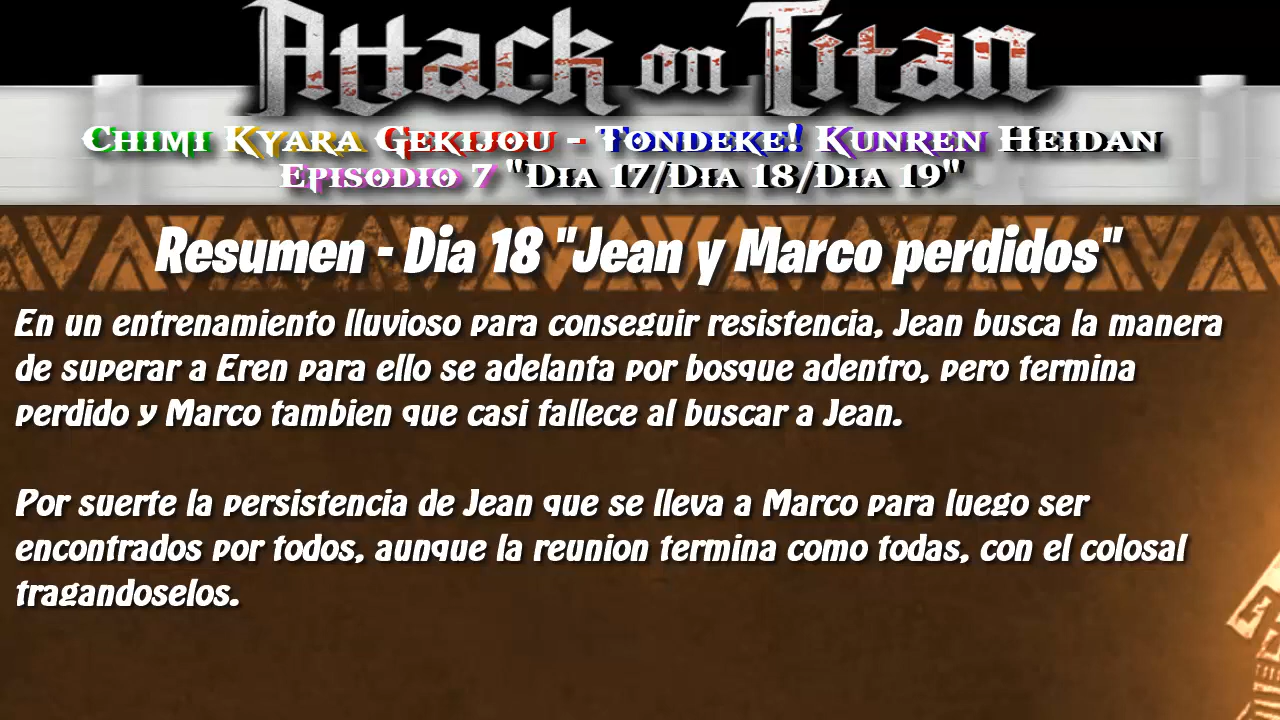 Attack on Titan
Chimi Kyara Gekijou - Tondeke! Kunren Heidan
Episodio 7 "Dia 17/Dia 18/Dia 19"
Resumen - Dia 18 "Jean y Marco perdidos"
En un entrenamiento lluvioso para conseguir resistencia, Jean busca la manera
de superar a Eren para ello se adelanta por bosque adentro, pero termina
perdido y Marco tambien que casi fallece al buscar a Jean.
Por suerte la persistencia de Jean que se lleva a Marco para luego ser
encontrados por todos, aunque la reunion termina como todas, con el colosal
tragandoselos.